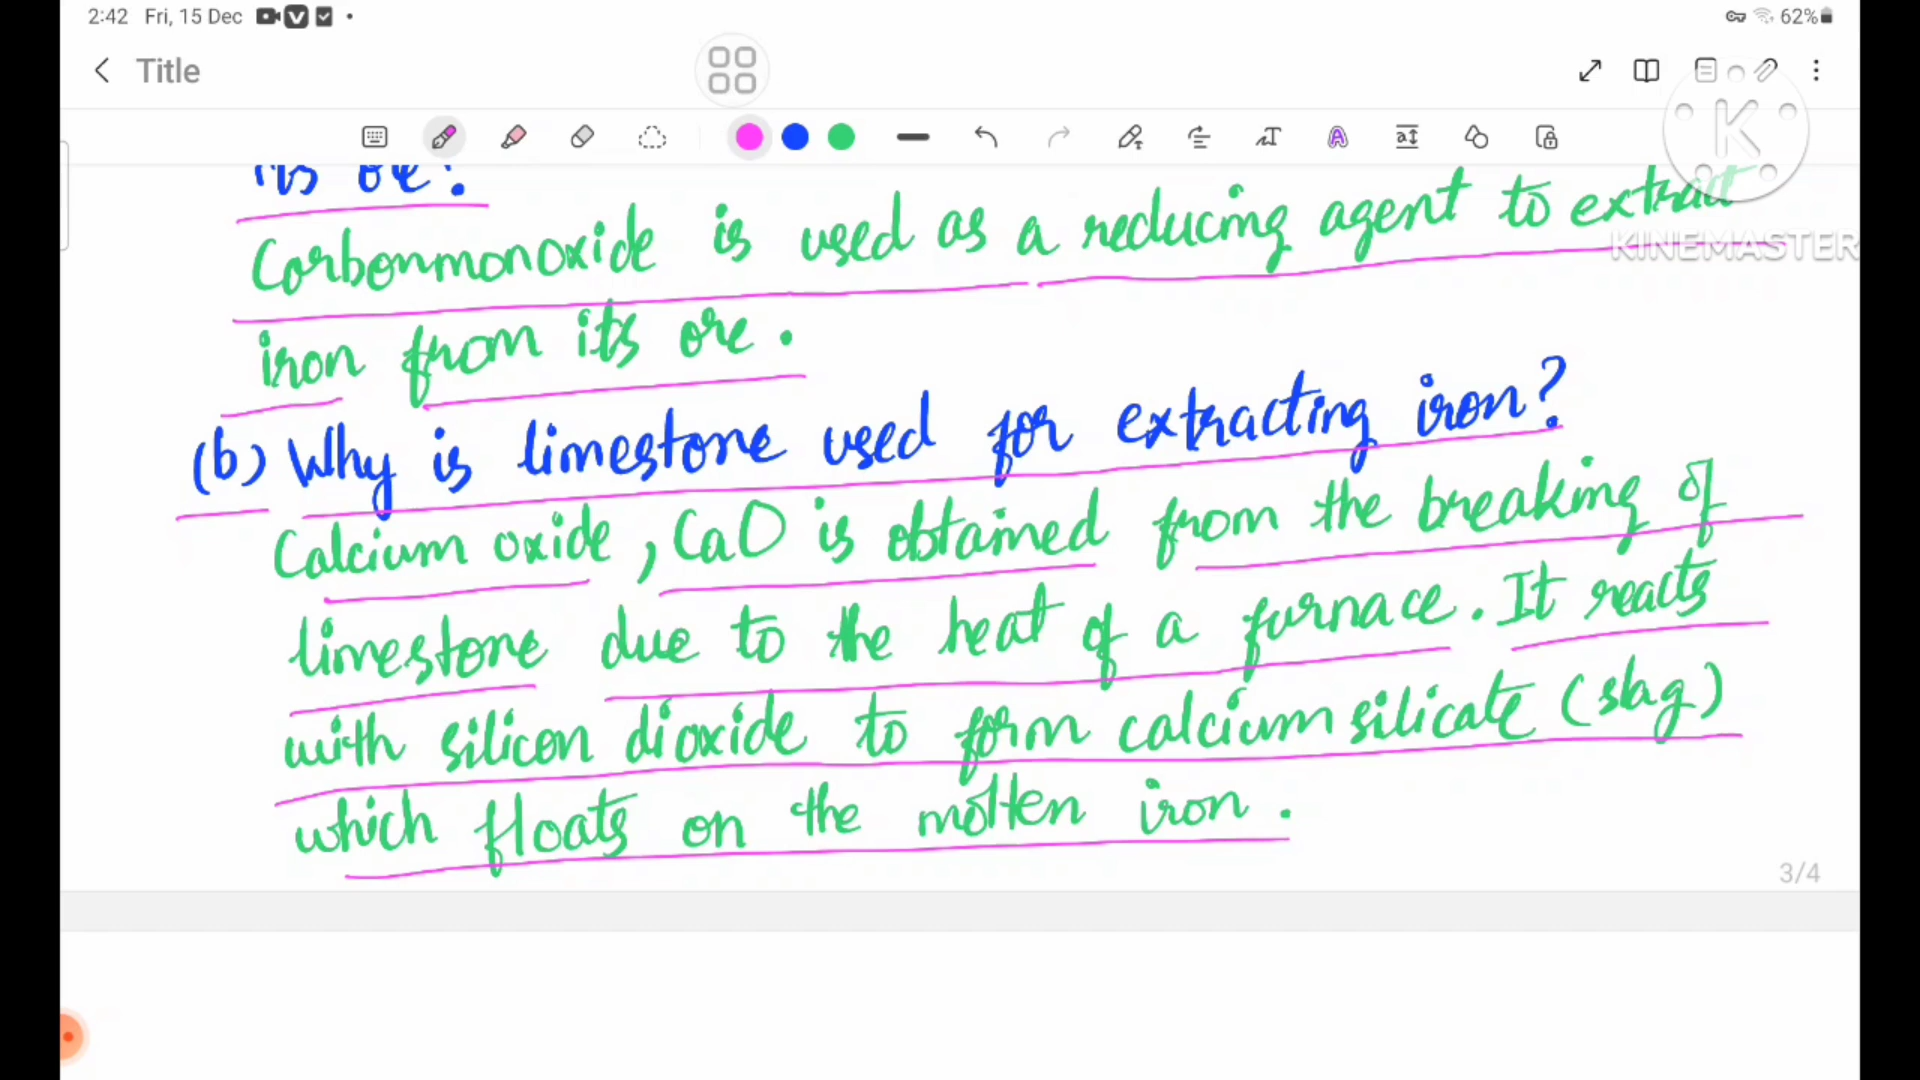 2:42 Fri, 15 Dec
62%
Title
K
KINEMASTER
its ore?
Carbonmonoxide is used as a reducing agent to extract
iron from its ore.
(b) Why is limestone used for extracting iron?
Calcium oxide, CaO is obtained from the breaking of
limestone due to the heat of a furnace. It reacts
with silicon dioxide to form calcium silicate (slag)
which floats on the molten iron.
3/4